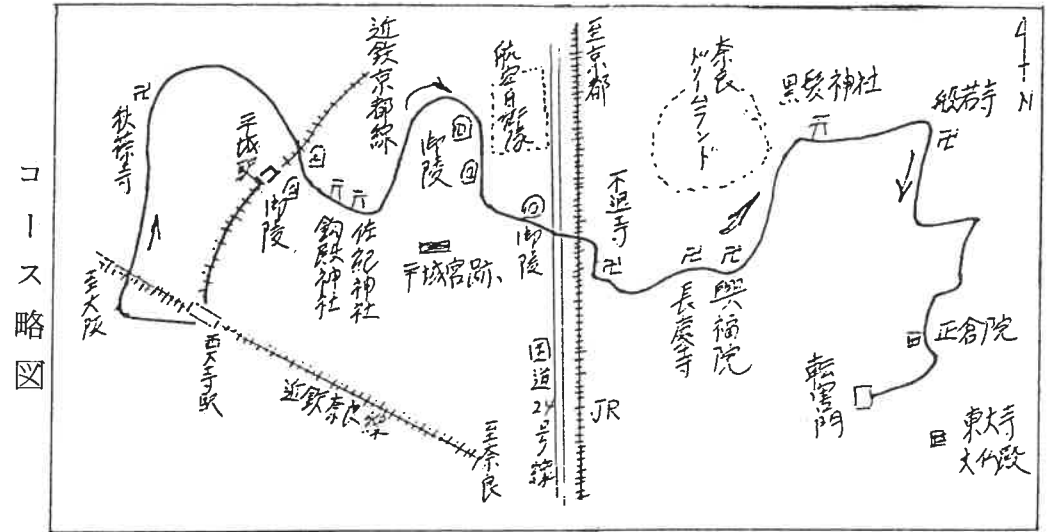 コース略図
至大阪
秋篠寺
西大寺駅
近鉄奈良線
至奈良
平城駅
御陵
近鉄京都線
釣殿神社
佐紀神社
御陵
平城宮跡
航空自衛隊
御陵
国道24号線
至京都
JR
不退寺
奈良
ドリームランド
長慶寺
興福院
黒髪神社
般若寺
N
正倉院
転害門
東大寺
大仏殿